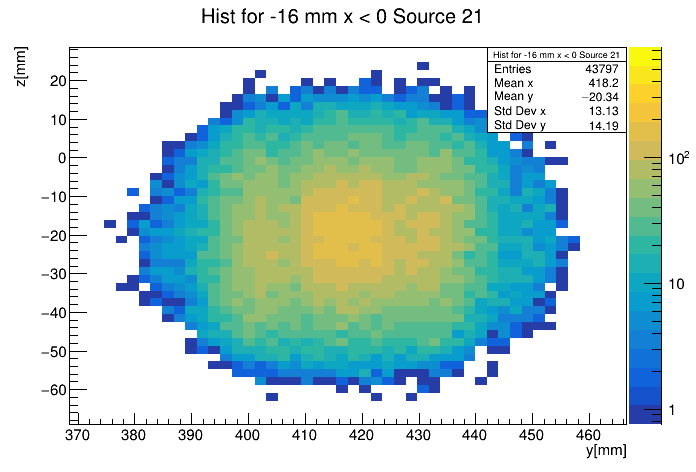 Hist for -16 mm x < 0 Source 21
z[mm]
Hist for -16 mm x < 0 Source 21
Entries 43797
Mean x 418.2
Mean y −20.34
Std Dev x 13.13
Std Dev y 14.19
20
10
0
−10
−20
−30
−40
−50
−60
10²
10
1
370 380 390 400 410 420 430 440 450 460
y[mm]